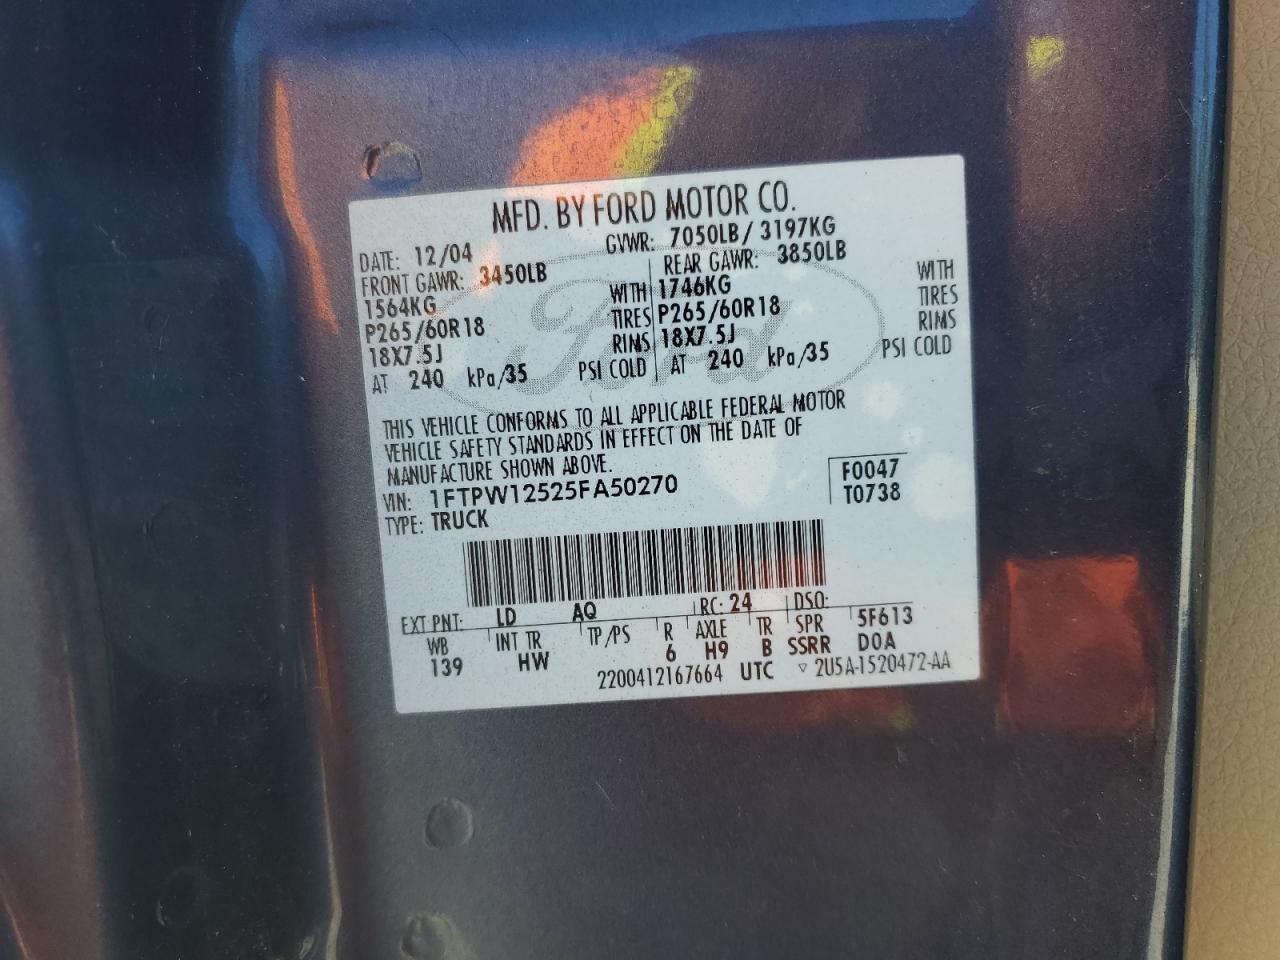 MFD. BY FORD MOTOR CO.
DATE: 12/04 GVWR: 7050LB/ 3197KG
FRONT GAWR: 3450LB REAR GAWR: 3850LB
1564KG WITH 1746KG WITH
P265/60R18 TIRES P265/60R18 TIRES
18X7.5J RIMS 18X7.5J RIMS
AT 240 kPa/35 PSI COLD AT 240 kPa/35 PSI COLD
Ford
THIS VEHICLE CONFORMS TO ALL APPLICABLE FEDERAL MOTOR
VEHICLE SAFETY STANDARDS IN EFFECT ON THE DATE OF
MANUFACTURE SHOWN ABOVE.
VIN: 1FTPW12525FA50270 F0047
TYPE: TRUCK T0738
EXT PNT: LD AQ RC: 24 DSO:
WB INT TR TP/PS R AXLE TR SPR 5F613
139 HW 6 H9 B SSRR DOA
2200412167664 UTC ▽ 2U5A-1520472-AA